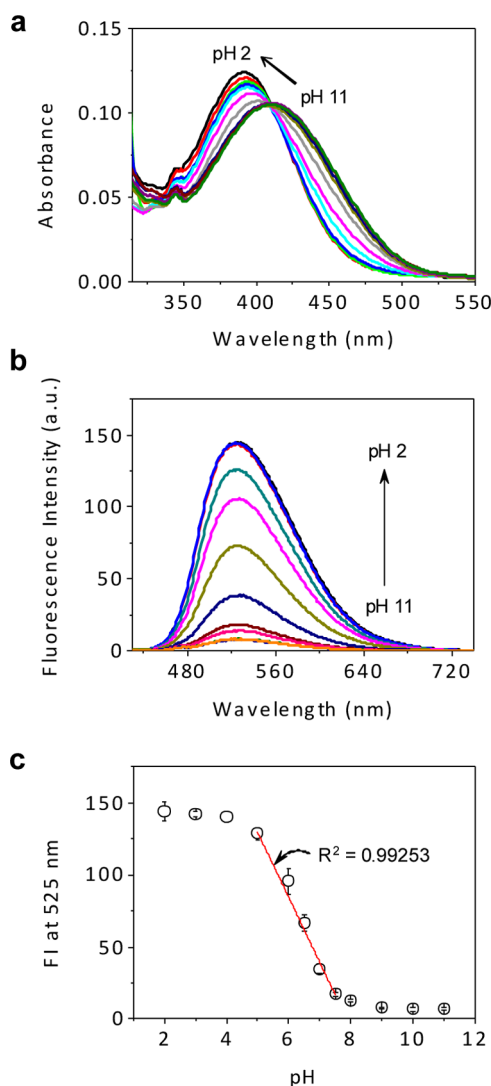 a
0.15
0.10
0.05
0.00
pH 2
pH 11
Absorbance
350
400
450
500
550
Wavelength (nm)
b
150
100
50
0
pH 2
pH 11
Fluorescence Intensity (a.u.)
480
560
640
720
Wavelength (nm)
c
150
100
50
0
R² = 0.99253
FI at 525 nm
2
4
6
8
10
12
pH